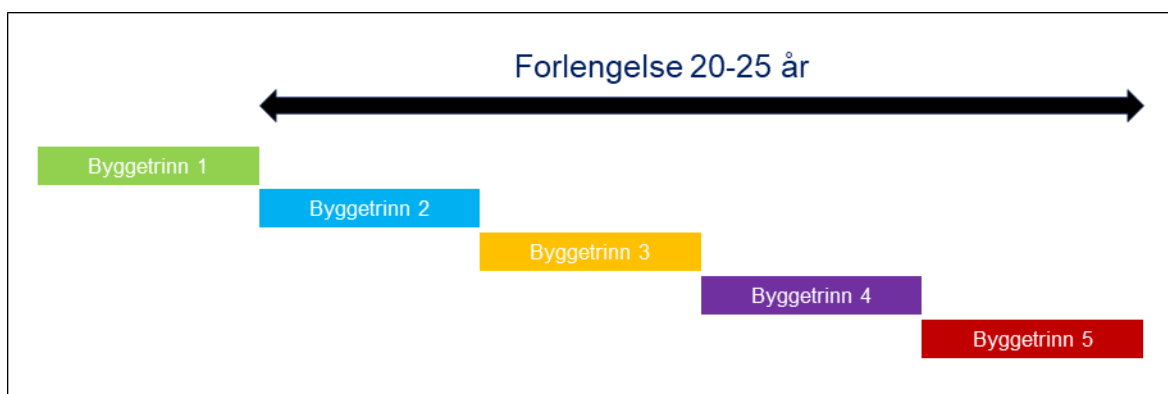 Forlengelse 20-25 år
Byggetrinn 1
Byggetrinn 2
Byggetrinn 3
Byggetrinn 4
Byggetrinn 5